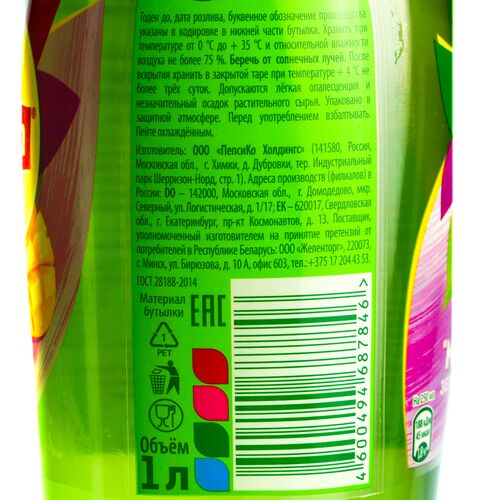 Годен до, дата розлива, буквенное обозначение производства
указаны в кодировке в нижней части бутылки. Хранить при
температуре от 0 °С до + 35 °С и относительной влажности
воздуха не более 75 %. Беречь от солнечных лучей. После
вскрытия хранить в закрытой таре при температуре + 4 °С не
более трёх суток. Допускаются лёгкая опалесценция и
незначительный осадок растительного сырья. Упаковано в
защитной атмосфере. Перед употреблением взбалтывать.
Пейте охлаждённым.
Изготовитель: ООО «ПепсиКо Холдингс» (141580, Россия,
Московская обл., г. Химки, д. Дубровки, тер. Индустриальный
парк Шерризон-Норд, стр. 1). Адреса производств (филиалов) в
России: DO – 142000, Московская обл., г. Домодедово, мкр.
Северный, ул. Логистическая, д. 1/17; EK – 620017, Свердловская
обл., г. Екатеринбург, пр-кт Космонавтов, д. 13. Поставщик,
уполномоченный изготовителем на принятие претензий от
потребителей в Республике Беларусь: ООО «Желенторг», 220073,
г. Минск, ул. Бирюзова, д. 10 А, офис 603, тел.: +375 17 204 43 53.
ГОСТ 28188-2014
Материал
бутылки
EAC
1
PET
Объём
1 л
4600494687846
На 250 мл